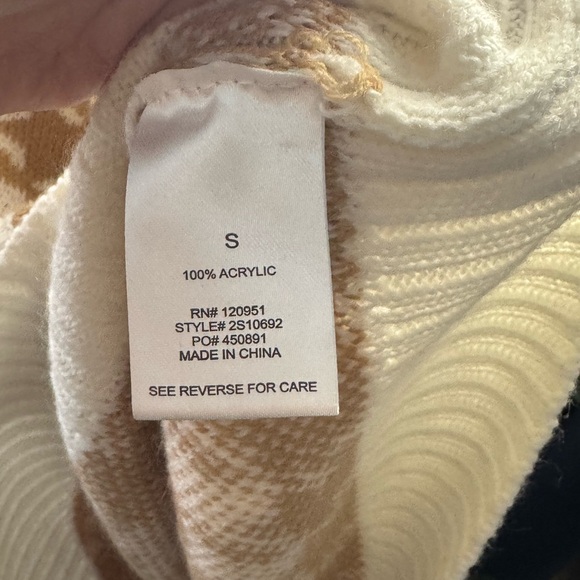 S
100% ACRYLIC
RN# 120951
STYLE# 2S10692
PO# 450891
MADE IN CHINA
SEE REVERSE FOR CARE